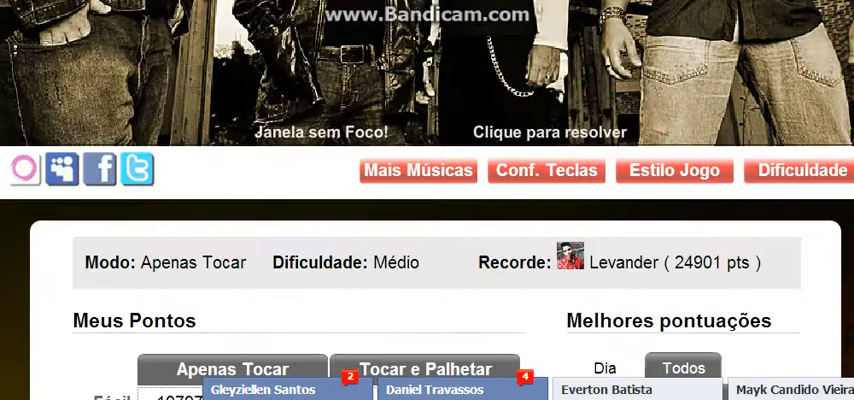 www.Bandicam.com
Janela sem Foco! Clique para resolver
Mais Músicas Conf. Teclas Estilo Jogo Dificuldade
Modo: Apenas Tocar Dificuldade: Médio Recorde: Levander ( 24901 pts )
Meus Pontos Melhores pontuações
Apenas Tocar Tocar e Palhetar Dia Todos
2 4
Gleyziellen Santos Daniel Travassos Everton Batista Mayk Candido Vieira